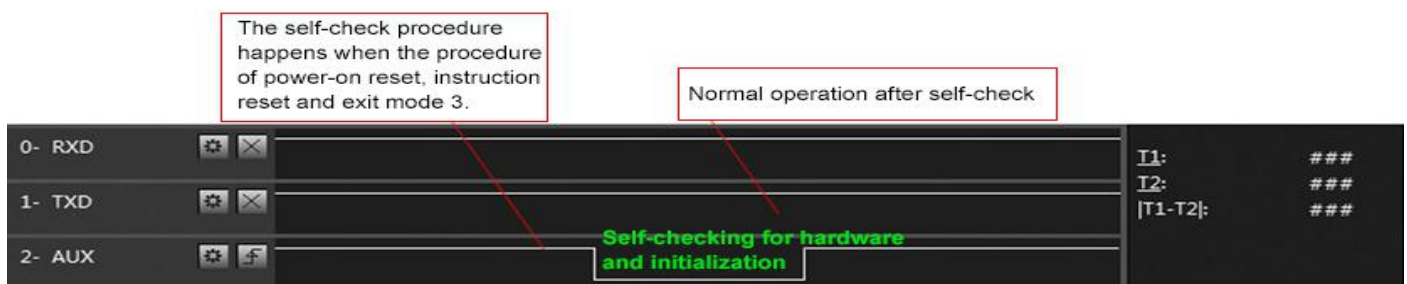 The self-check procedure
happens when the procedure
of power-on reset, instruction
reset and exit mode 3.
Normal operation after self-check
0- RXD
1- TXD
2- AUX
Self-checking for hardware
and initialization
T1: ###
T2: ###
|T1-T2|: ###